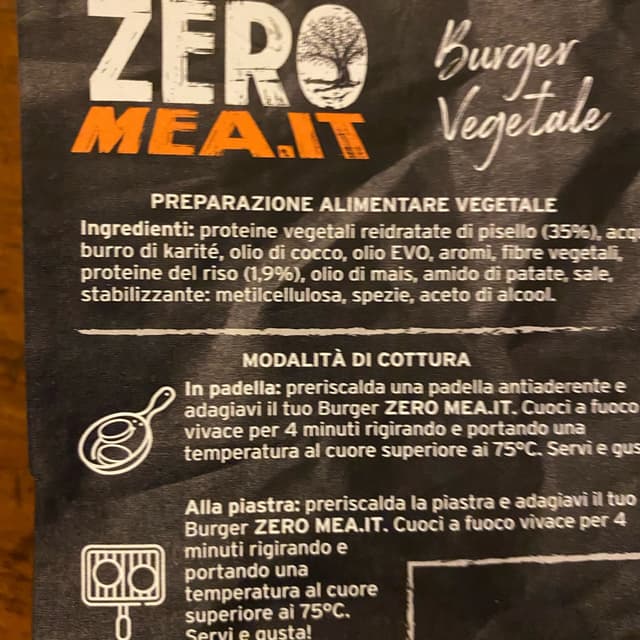 ZERO
MEA.IT
Burger
Vegetale
PREPARAZIONE ALIMENTARE VEGETALE
Ingredienti: proteine vegetali reidratate di pisello (35%),
burro di karité, olio di cocco, olio EVO, aromi, fibre vegetali,
proteine del riso (1,9%), olio di mais, amido di patate, sale,
stabilizzante: metilcellulosa, spezie, aceto di alcool.
MODALITÀ DI COTTURA
In padella: preriscalda una padella antiaderente e
adagiavi il tuo Burger ZERO MEA.IT. Cuoci a fuoco
vivace per 4 minuti rigirando e portando una
temperatura al cuore superiore ai 75°C. Servi e
Alla piastra: preriscalda la piastra e adagiavi il tuo
Burger ZERO MEA.IT. Cuoci a fuoco vivace per 4
minuti rigirando e
portando una
temperatura al cuore
superiore ai 75°C.
Servi e gusta!